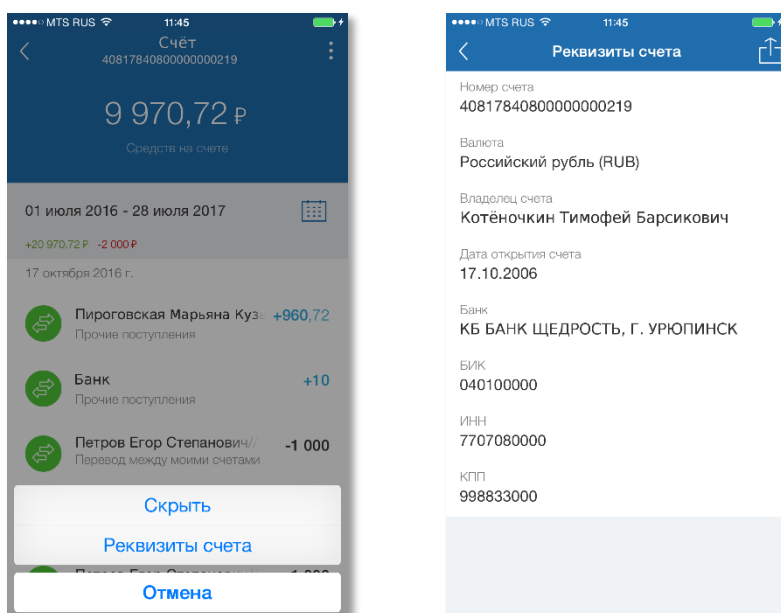 MTS RUS 11:45
Счёт
40817840800000000219
9 970,72 ₽
Средств на счете
01 июля 2016 - 28 июля 2017
+20 970,72 ₽ -2 000 ₽
17 октября 2016 г.
Пироговская Марьяна Куз +960,72
Прочие поступления
Банк +10
Прочие поступления
Петров Егор Степанович// -1 000
Перевод между моими счетами
Скрыть
Реквизиты счета
Отмена
MTS RUS 11:45
Реквизиты счета
Номер счета
40817840800000000219
Валюта
Российский рубль (RUB)
Владелец счета
Котёночкин Тимофей Барсикович
Дата открытия счета
17.10.2006
Банк
КБ БАНК ЩЕДРОСТЬ, Г. УРЮПИНСК
БИК
040100000
ИНН
7707080000
КПП
998833000